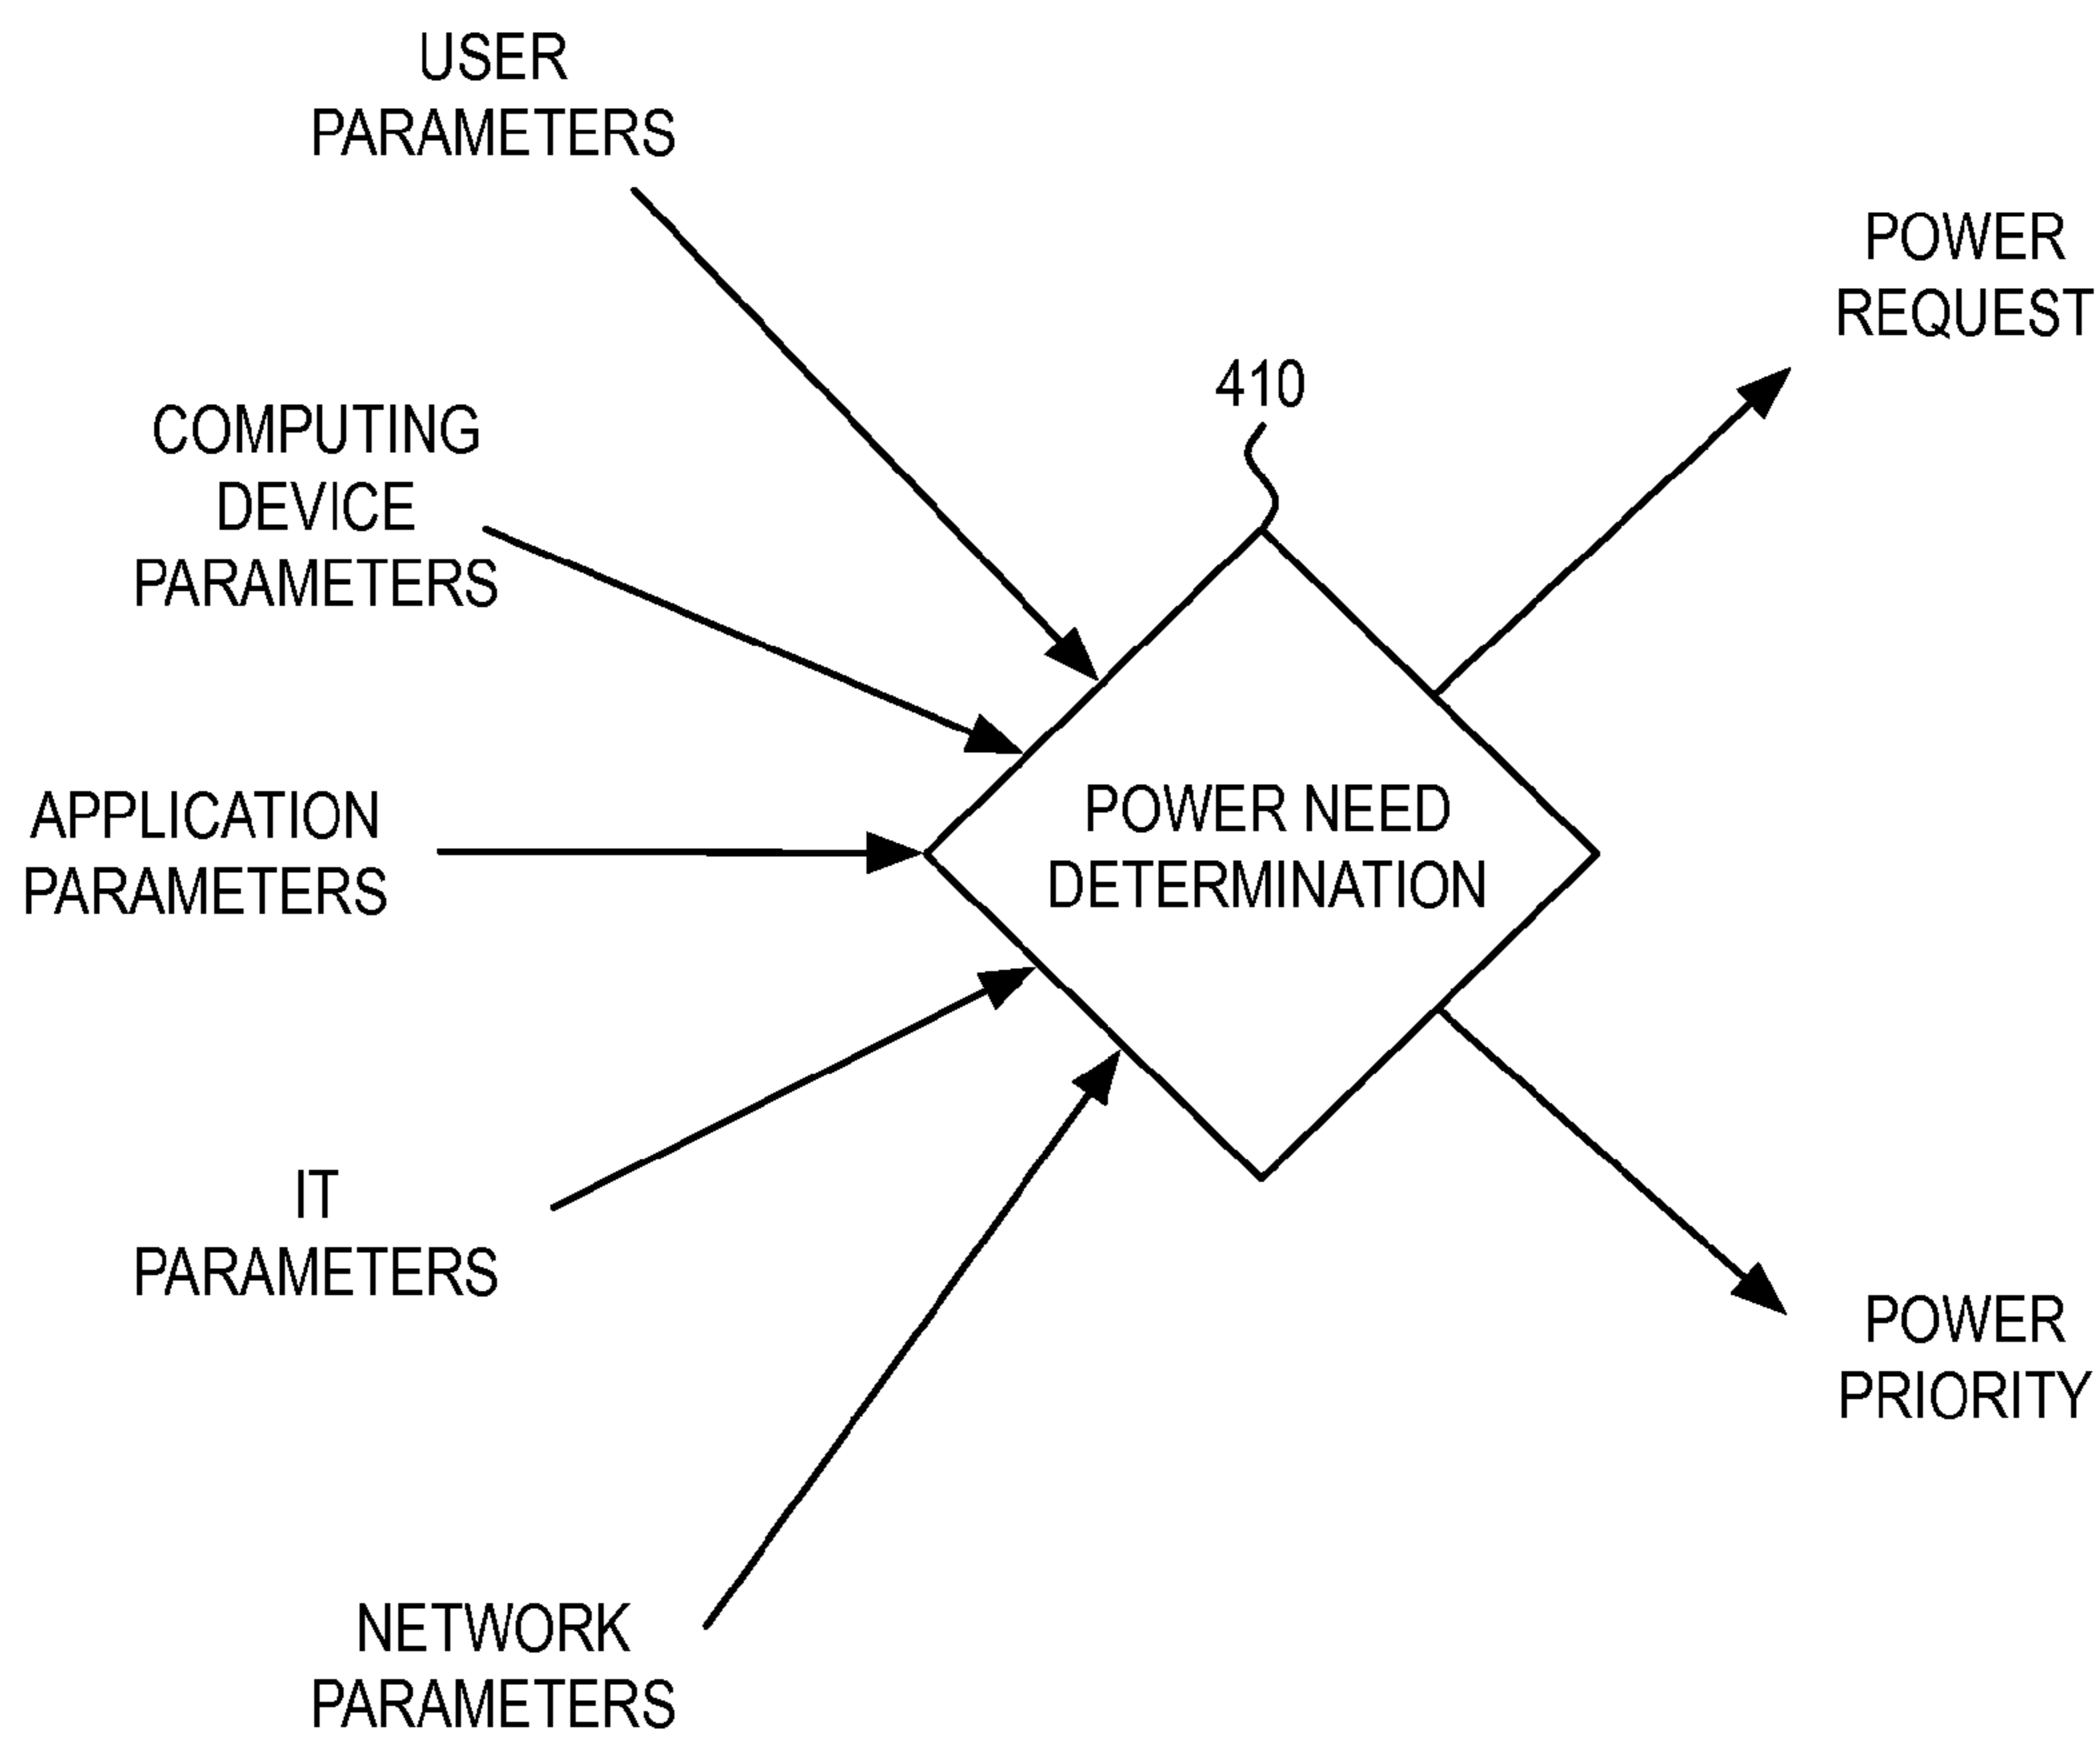 USER
PARAMETERS
COMPUTING
DEVICE
PARAMETERS
APPLICATION
PARAMETERS
IT
PARAMETERS
NETWORK
PARAMETERS
410
POWER NEED
DETERMINATION
POWER
REQUEST
POWER
PRIORITY